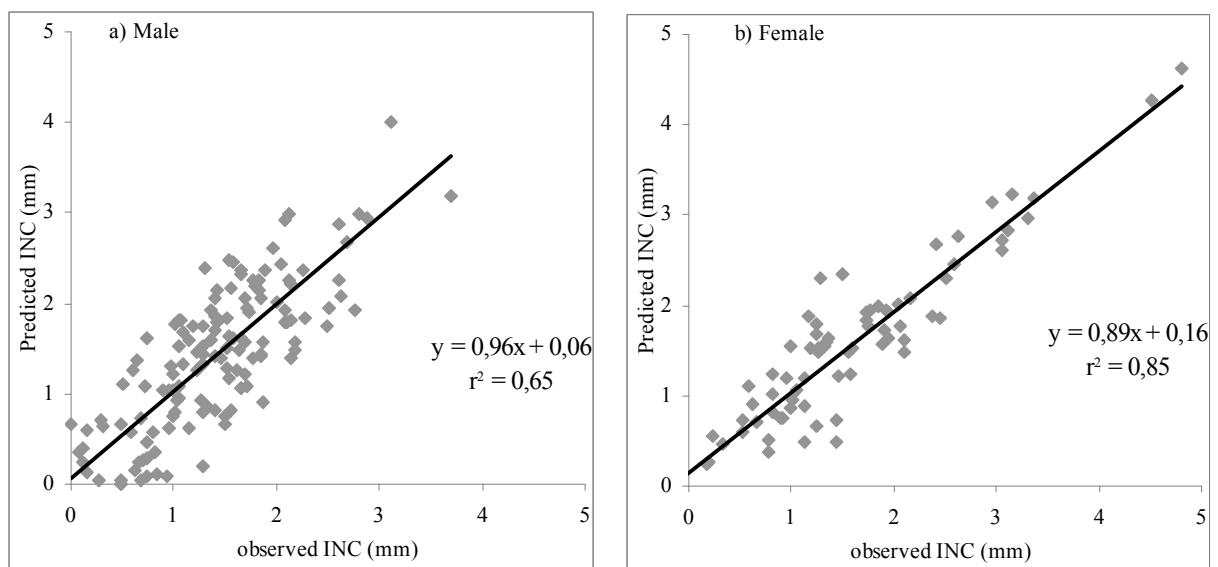 a) Male
Predicted INC (mm)
5
4
3
2
1
0
y = 0,96x + 0,06
r² = 0,65
0 1 2 3 4 5
observed INC (mm)
b) Female
Predicted INC (mm)
5
4
3
2
1
0
y = 0,89x + 0,16
r² = 0,85
0 1 2 3 4 5
observed INC (mm)